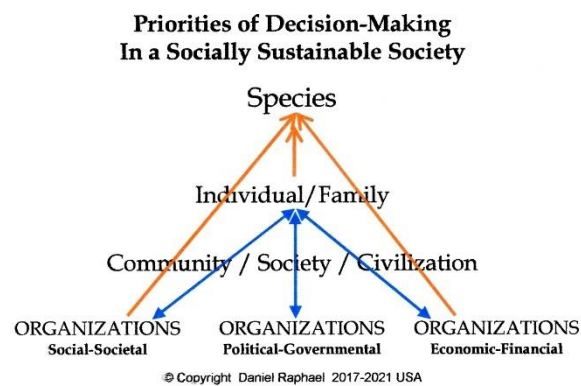 Priorities of Decision-Making
In a Socially Sustainable Society
Species
Individual/Family
Community / Society / Civilization
ORGANIZATIONS ORGANIZATIONS ORGANIZATIONS
Social-Societal Political-Governmental Economic-Financial
© Copyright Daniel Raphael 2017-2021 USA